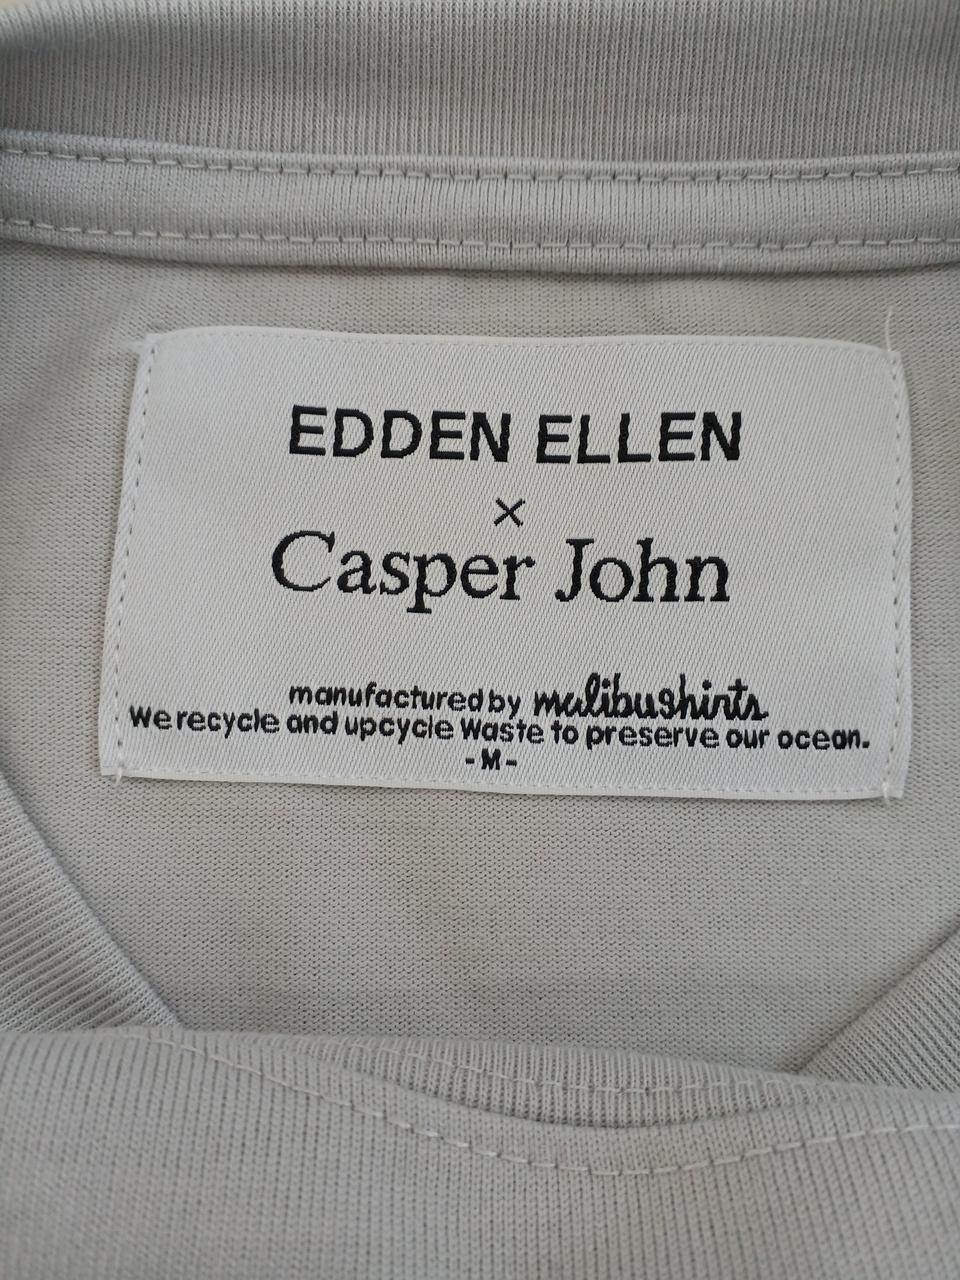 EDDEN ELLEN
×
Casper John
manufactured by malibushirts
We recycle and upcycle waste to preserve our ocean.
-M-